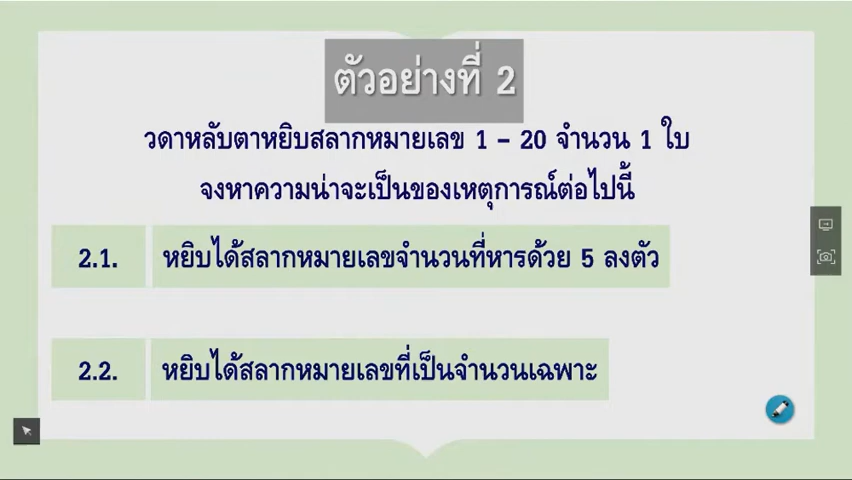 ตัวอย่างที่ 2
วดาหลับตาหยิบสลากหมายเลข 1 – 20 จำนวน 1 ใบ
จงหาความน่าจะเป็นของเหตุการณ์ต่อไปนี้
2.1. หยิบได้สลากหมายเลขจำนวนที่หารด้วย 5 ลงตัว
2.2. หยิบได้สลากหมายเลขที่เป็นจำนวนเฉพาะ